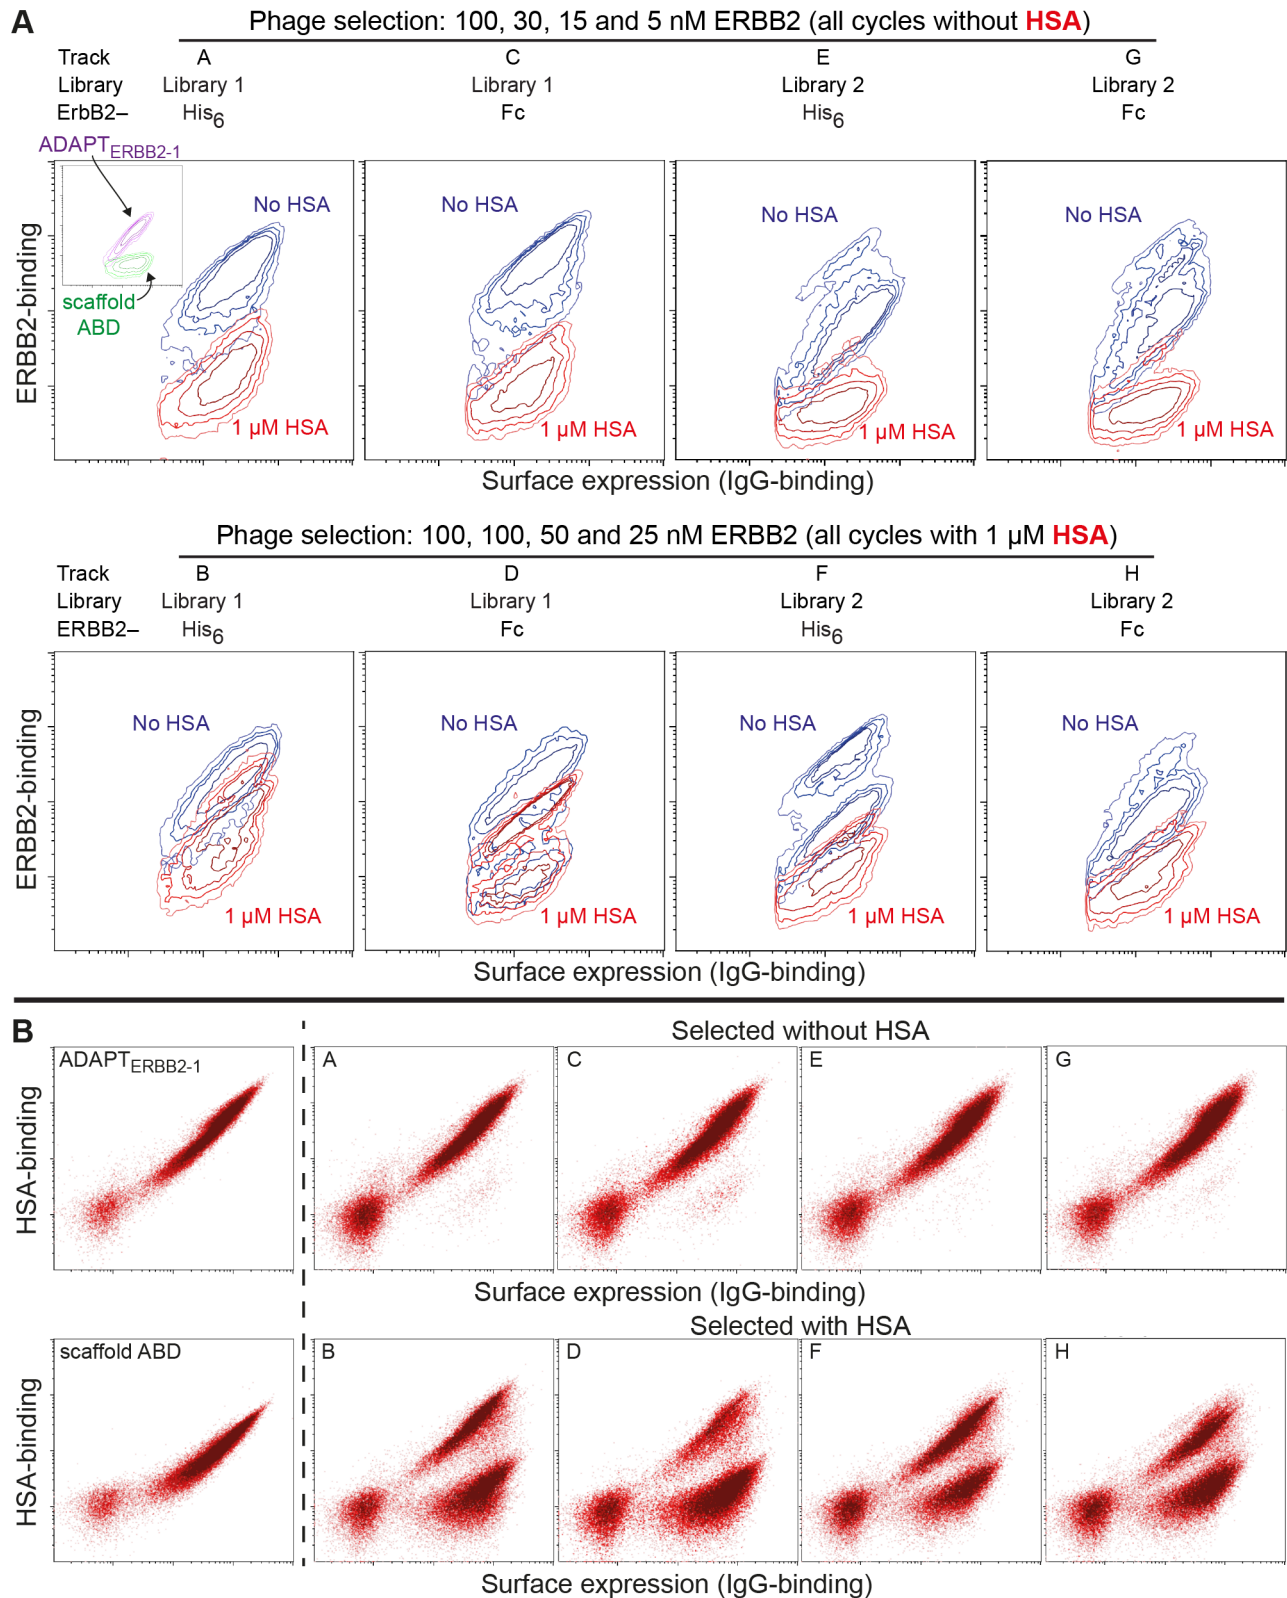 A
Phage selection: 100, 30, 15 and 5 nM ERBB2 (all cycles without HSA)
Track A C E G
Library Library 1 Library 1 Library 2 Library 2
ErbB2– His6 Fc His6 Fc
ADAPTERBB2-1
No HSA No HSA No HSA No HSA
scaffold
ABD
ERBB2-binding
1 µM HSA 1 µM HSA 1 µM HSA 1 µM HSA
Surface expression (IgG-binding)
Phage selection: 100, 100, 50 and 25 nM ERBB2 (all cycles with 1 µM HSA)
Track B D F H
Library Library 1 Library 1 Library 2 Library 2
ERBB2– His6 Fc His6 Fc
No HSA No HSA No HSA No HSA
ERBB2-binding
1 µM HSA 1 µM HSA 1 µM HSA 1 µM HSA
Surface expression (IgG-binding)
B
Selected without HSA
ADAPTERBB2-1 A C E G
HSA-binding
Surface expression (IgG-binding)
Selected with HSA
scaffold ABD B D F H
HSA-binding
Surface expression (IgG-binding)